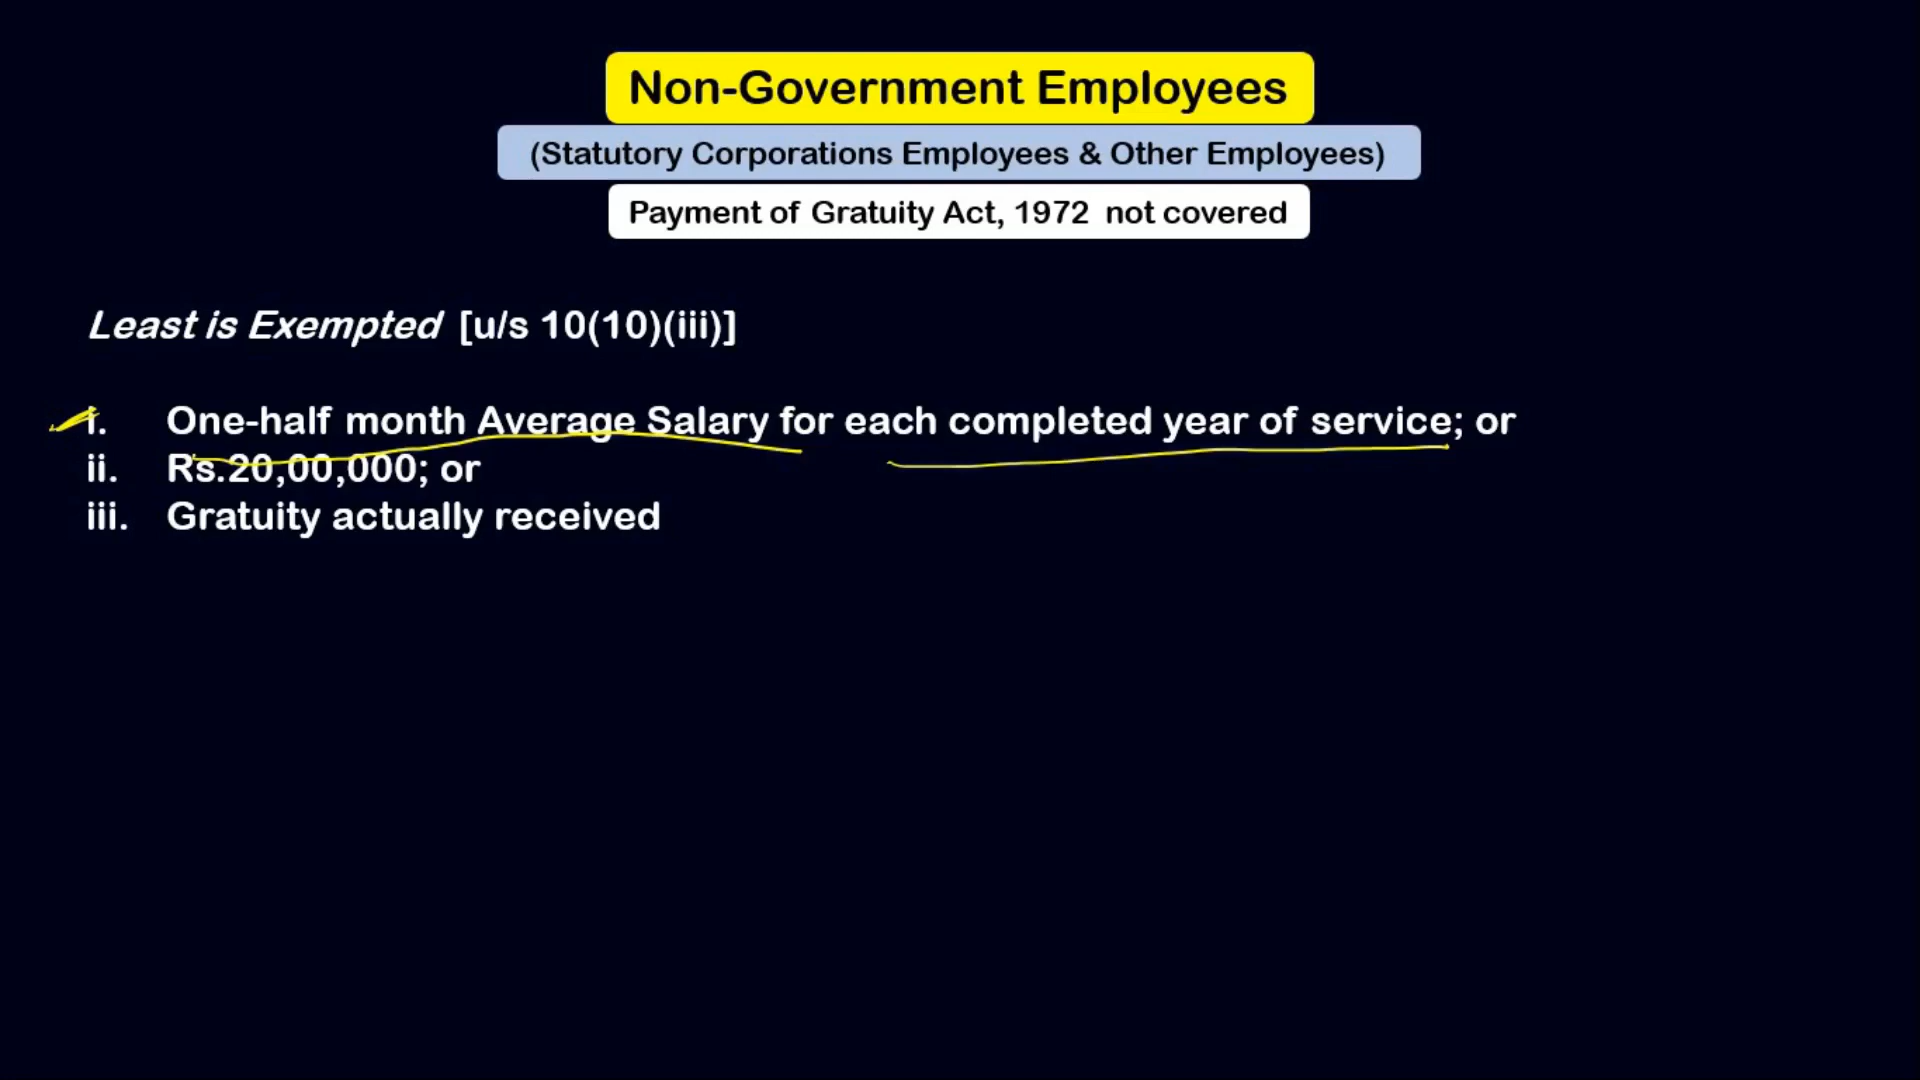 Non-Government Employees
(Statutory Corporations Employees & Other Employees)
Payment of Gratuity Act, 1972 not covered
Least is Exempted [u/s 10(10)(iii)]
i. One-half month Average Salary for each completed year of service; or
ii. Rs.20,00,000; or
iii. Gratuity actually received